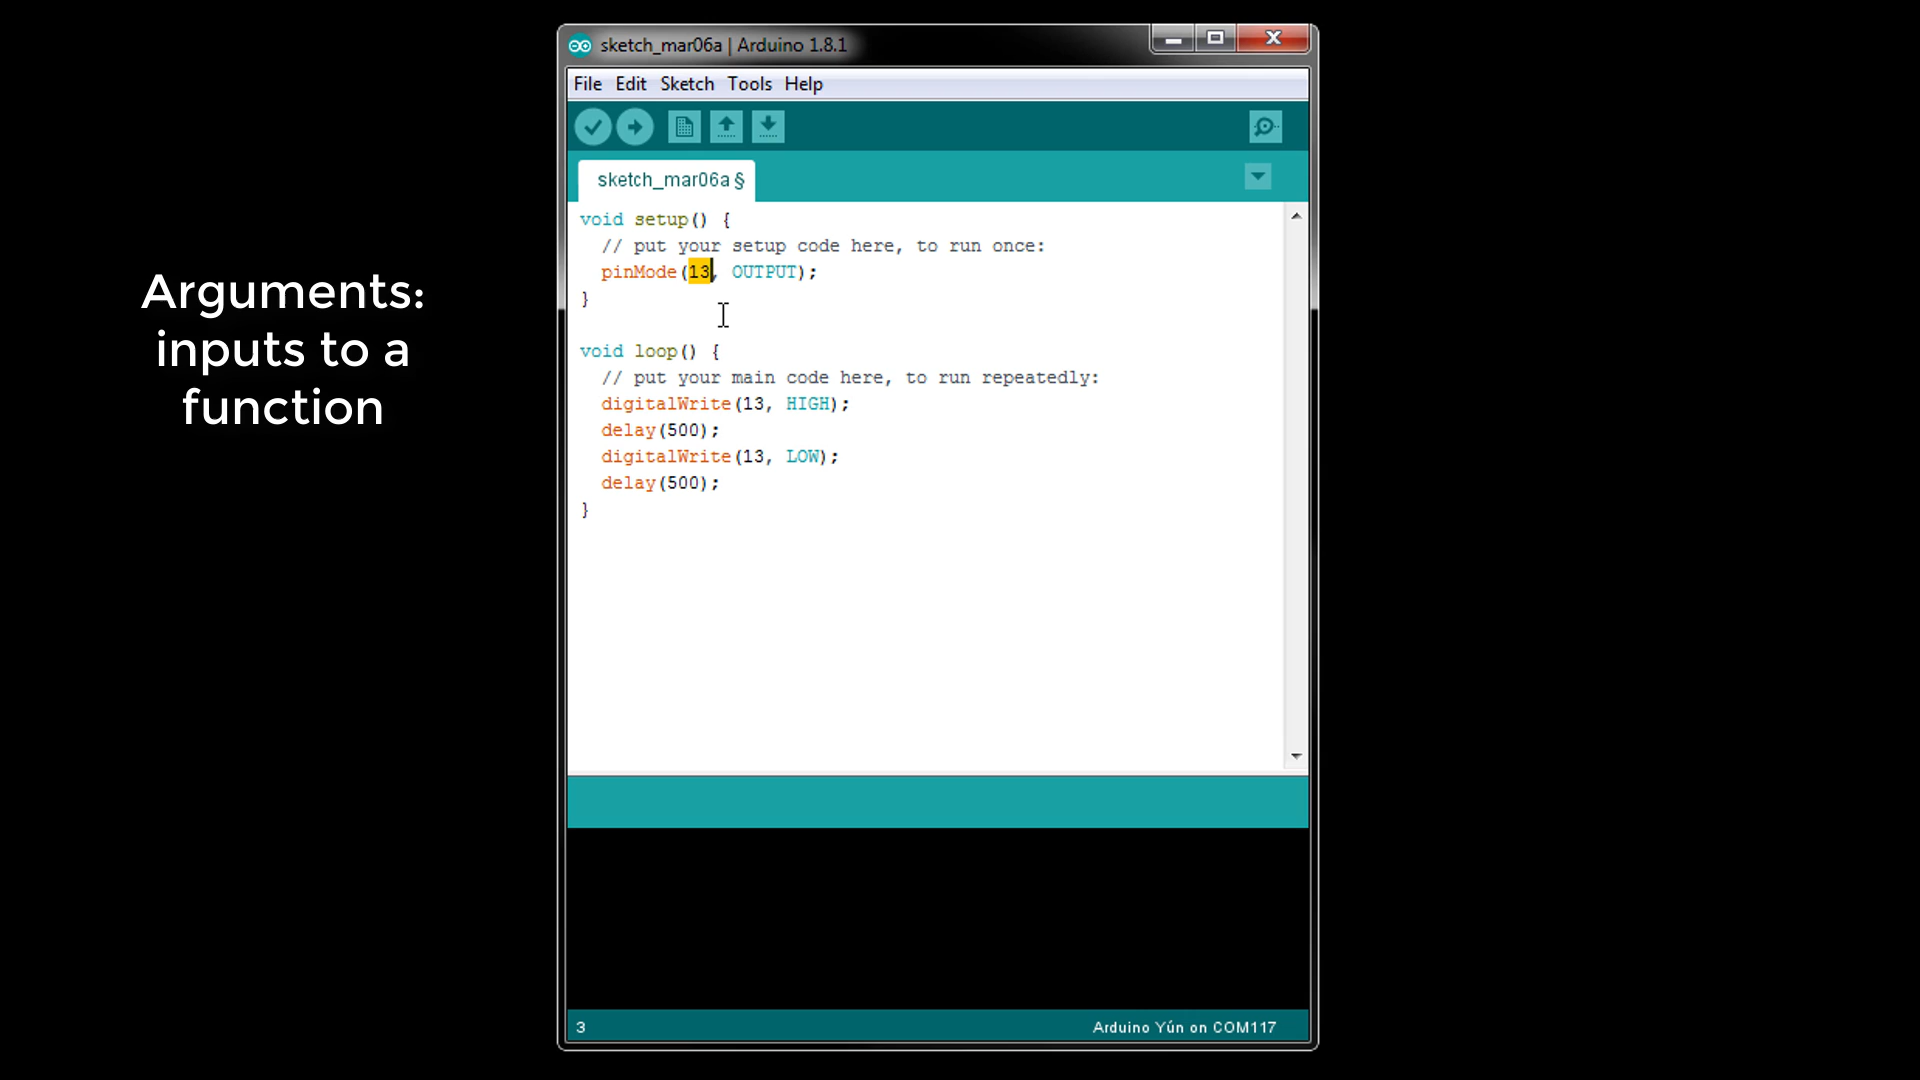 Arguments:
inputs to a
function
sketch_mar06a | Arduino 1.8.1
File Edit Sketch Tools Help
sketch_mar06a §
void setup() {
  // put your setup code here, to run once:
  pinMode(13, OUTPUT);
}
void loop() {
  // put your main code here, to run repeatedly:
  digitalWrite(13, HIGH);
  delay(500);
  digitalWrite(13, LOW);
  delay(500);
}
3 Arduino Yún on COM117